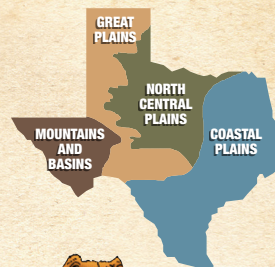 GREAT
PLAINS
NORTH
CENTRAL
PLAINS
MOUNTAINS
AND
BASINS
COASTAL
PLAINS